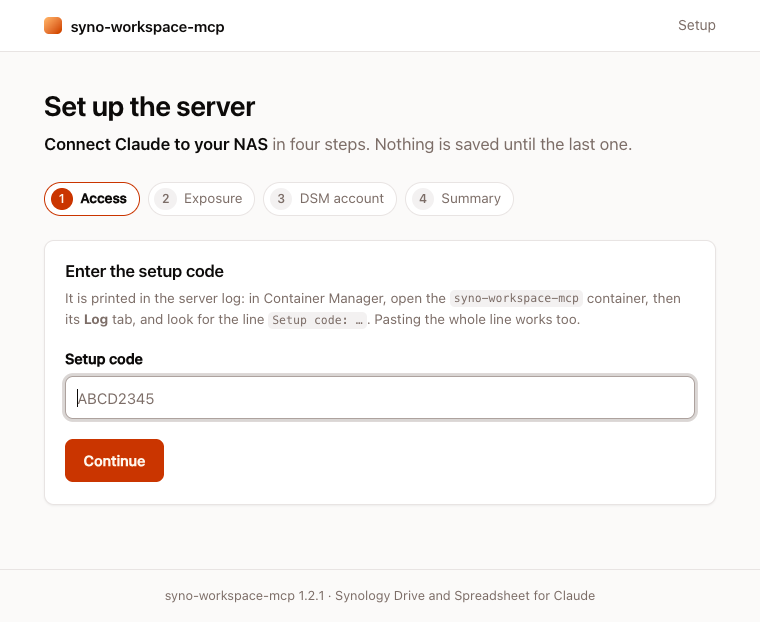 syno-workspace-mcp
Setup
Set up the server
Connect Claude to your NAS in four steps. Nothing is saved until the last one.
1 Access
2 Exposure
3 DSM account
4 Summary
Enter the setup code
It is printed in the server log: in Container Manager, open the syno-workspace-mcp container, then
its Log tab, and look for the line Setup code: …. Pasting the whole line works too.
Setup code
ABCD2345
Continue
syno-workspace-mcp 1.2.1 · Synology Drive and Spreadsheet for Claude